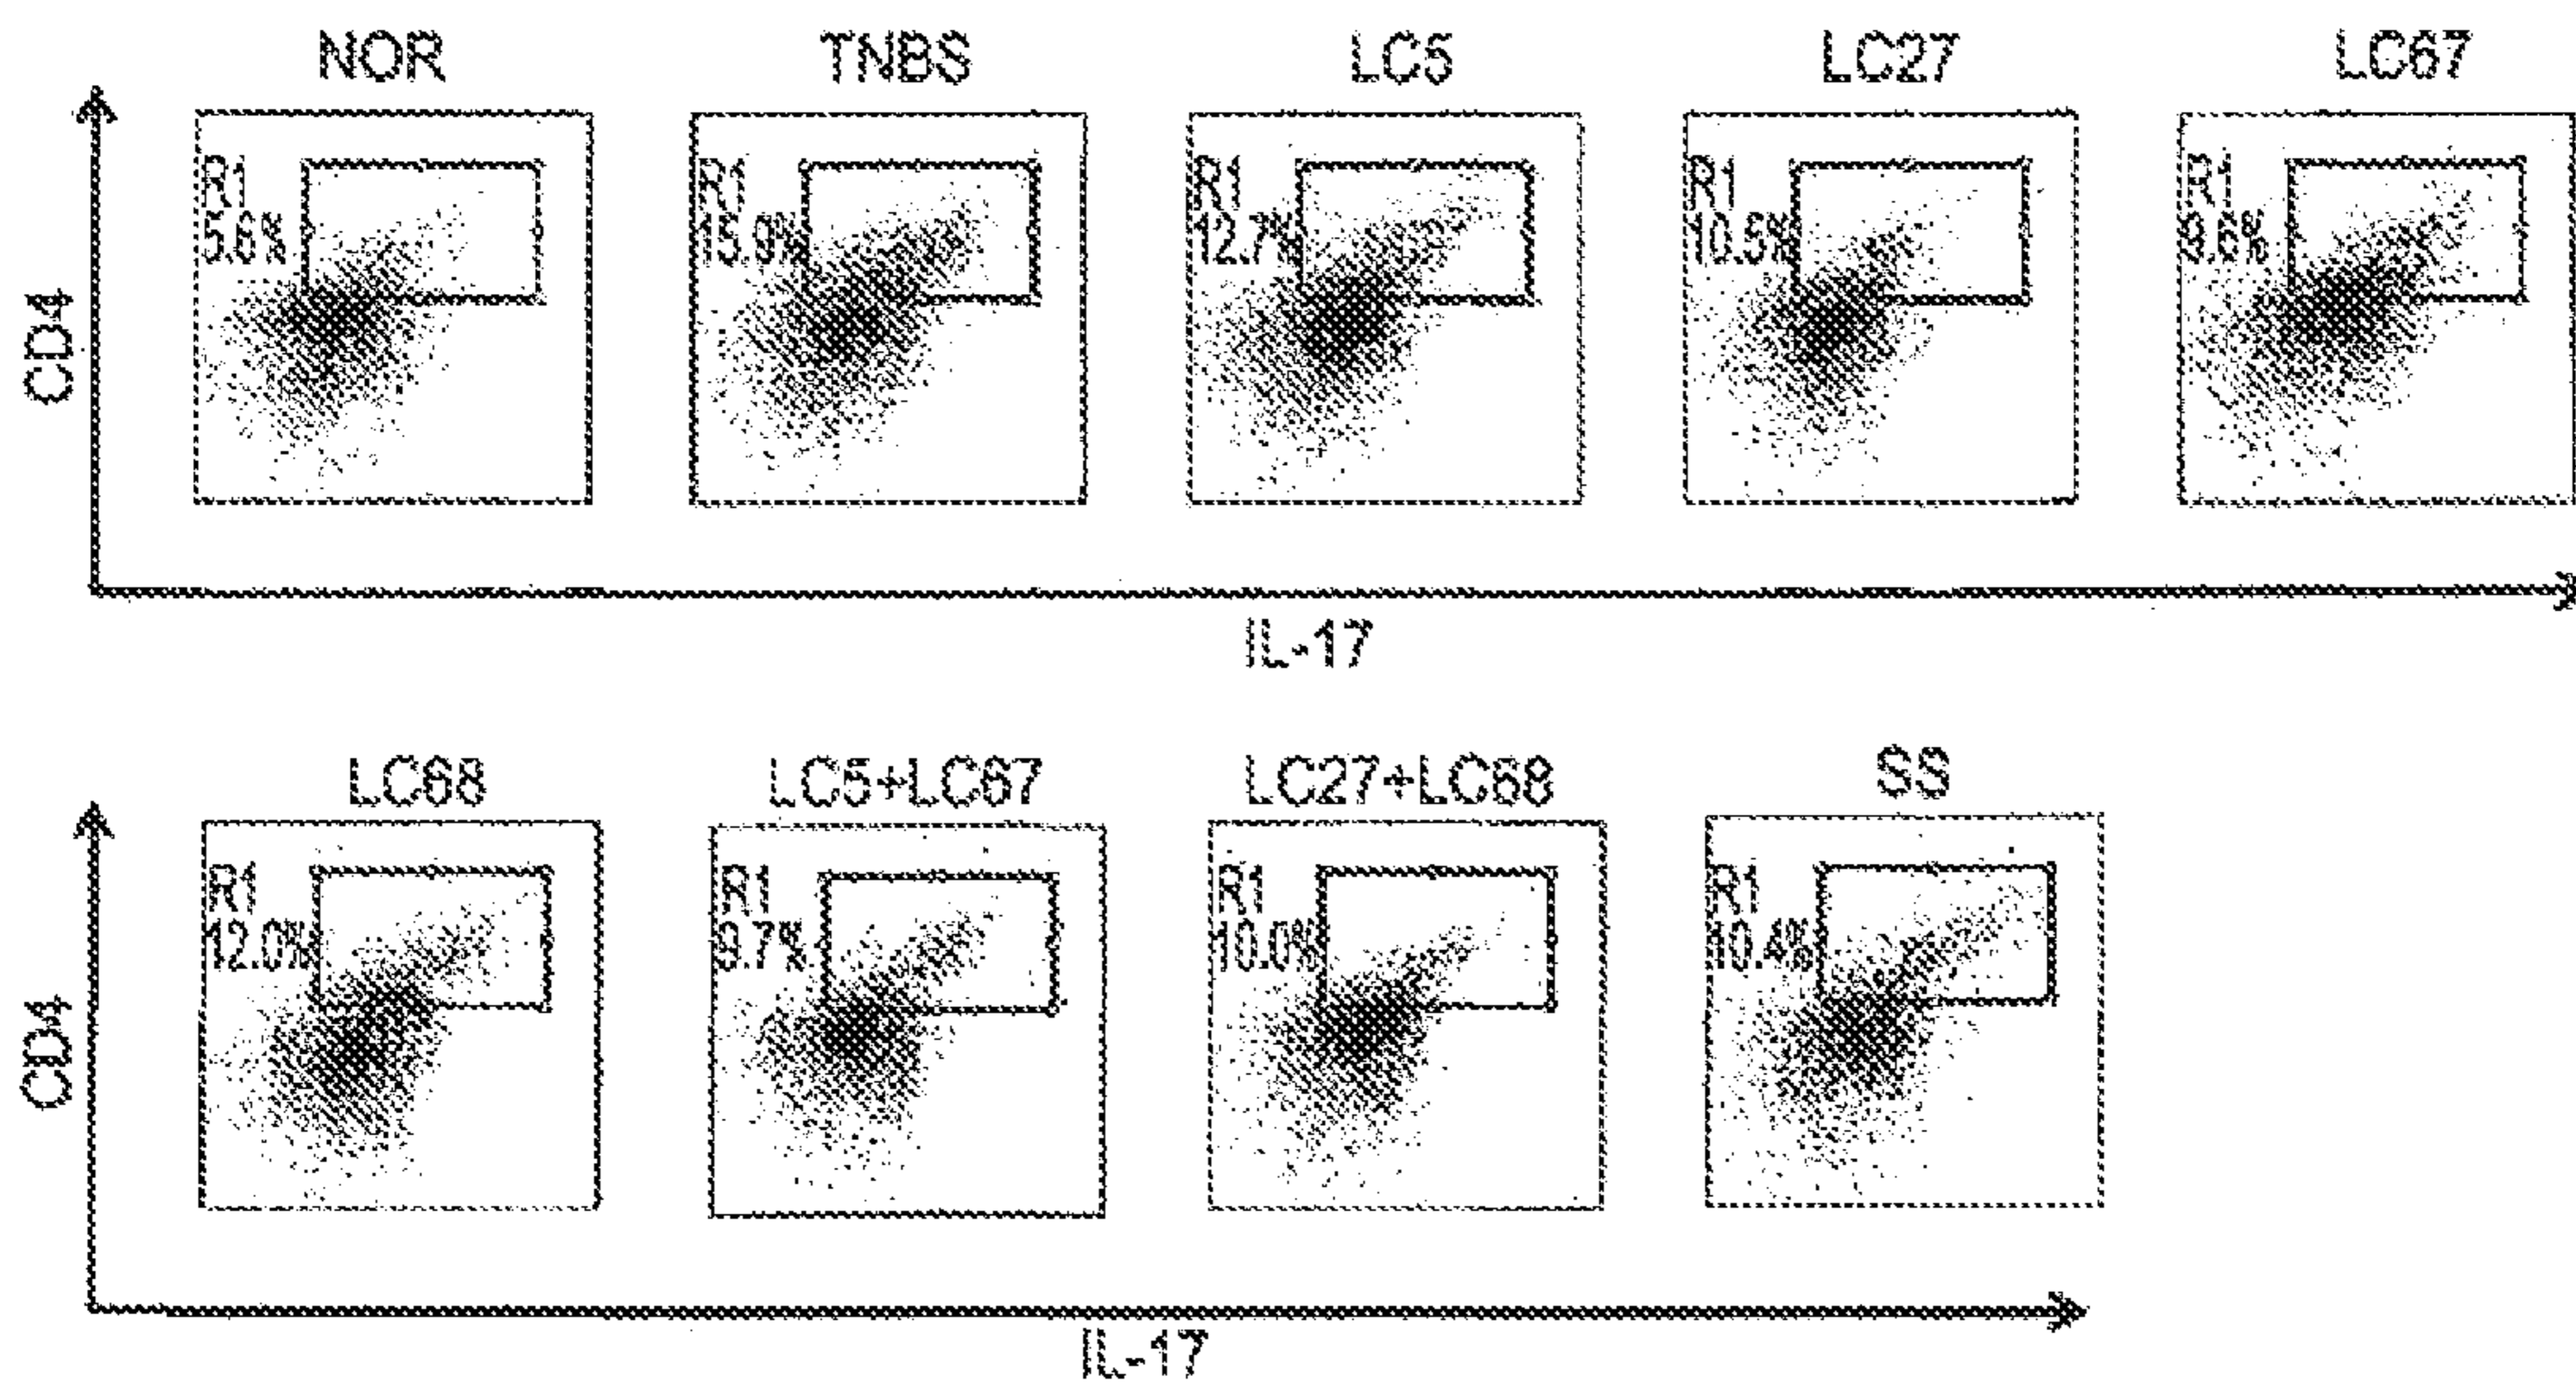 NOR TNBS LC5 LC27 LC67
R1 R1 R1 R1 R1
5.6% 15.0% 12.7% 10.5% 9.6%
CD4
IL-17
LC68 LC5+LC67 LC27+LC68 SS
R1 R1 R1 R1
12.0% 9.7% 10.0% 10.4%
CD4
IL-17